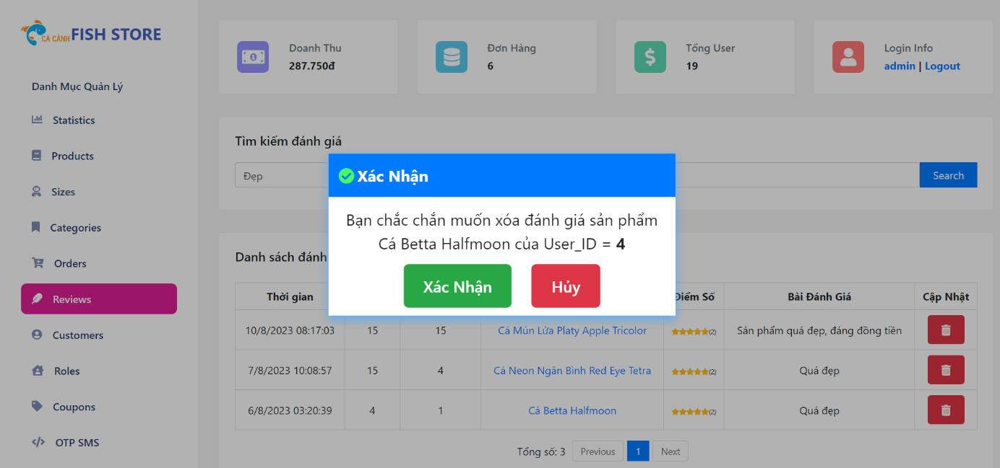 CÁ CẢNH FISH STORE
Danh Mục Quản Lý
Statistics
Products
Sizes
Categories
Orders
Reviews
Customers
Roles
Coupons
OTP SMS
Doanh Thu
287.750đ
Đơn Hàng
6
Tổng User
19
Login Info
admin | Logout
Tìm kiếm đánh giá
Đẹp
Search
Xác Nhận
Bạn chắc chắn muốn xóa đánh giá sản phẩm
Cá Betta Halfmoon của User_ID = 4
Xác Nhận
Hủy
Danh sách đánh
Thời gian Điểm Số Bài Đánh Giá Cập Nhật
10/8/2023 08:17:03 15 15 Cá Mún Lửa Platy Apple Tricolor (2) Sản phẩm quá đẹp, đáng đồng tiền
7/8/2023 10:08:57 15 4 Cá Neon Ngân Bình Red Eye Tetra (2) Quá đẹp
6/8/2023 03:20:39 4 1 Cá Betta Halfmoon (2) Quá đẹp
Tổng số: 3 Previous 1 Next